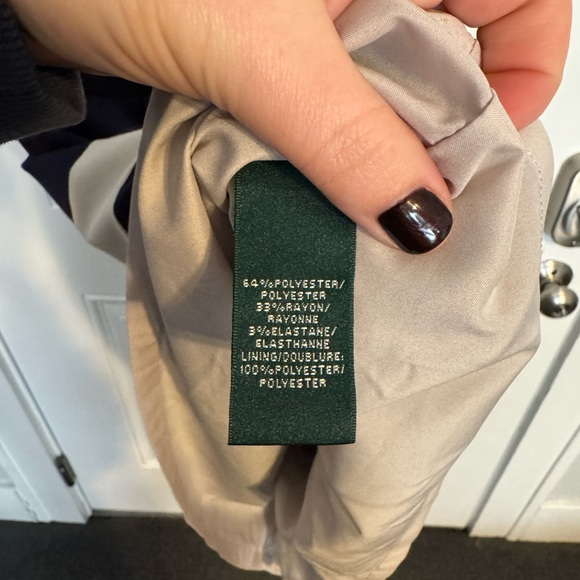 64%POLYESTER/
POLYESTER
33%RAYON/
RAYONNE
3%ELASTANE/
ELASTHANNE
LINING/DOUBLURE:
100%POLYESTER/
POLYESTER